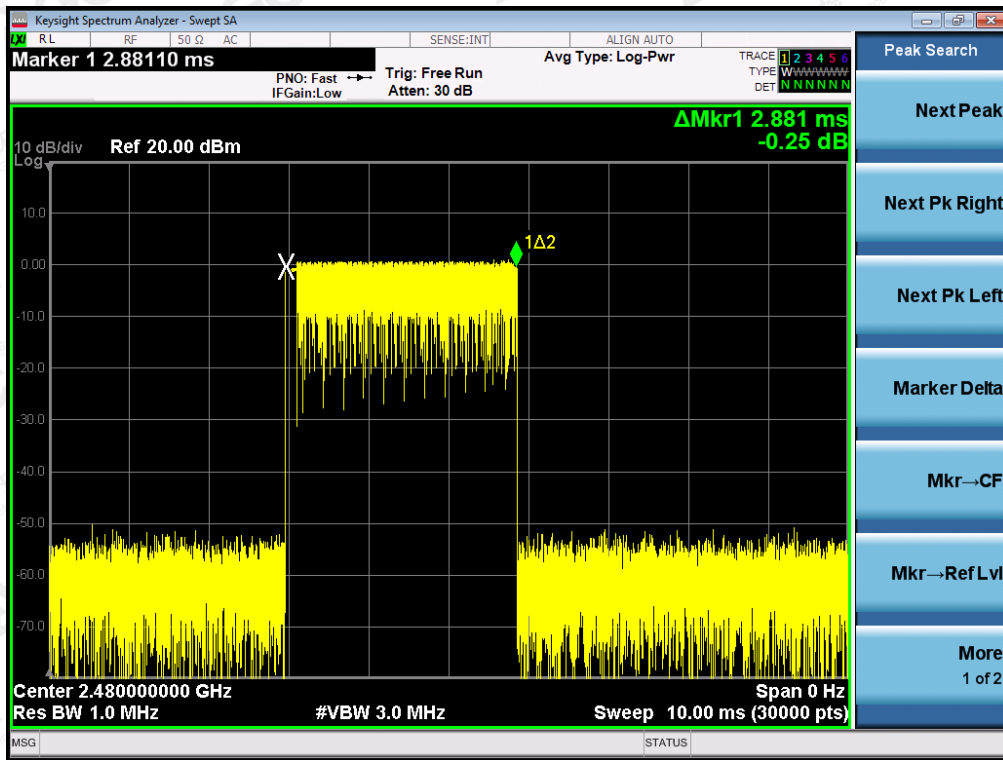 Keysight Spectrum Analyzer - Swept SA
LXI RL RF 50 Ω AC SENSE:INT ALIGN AUTO
Marker 1 2.88110 ms
PNO: Fast
IFGain:Low
Trig: Free Run
Atten: 30 dB
Avg Type: Log-Pwr
TRACE 1 2 3 4 5 6
TYPE WWWWWW
DET N N N N N N
ΔMkr1 2.881 ms
-0.25 dB
10 dB/div Ref 20.00 dBm
Log
10.0
1Δ2
0.00
-10.0
-20.0
-30.0
-40.0
-50.0
-60.0
-70.0
Center 2.480000000 GHz Span 0 Hz
Res BW 1.0 MHz #VBW 3.0 MHz Sweep 10.00 ms (30000 pts)
MSG STATUS
Peak Search
Next Peak
Next Pk Right
Next Pk Left
Marker Delta
Mkr→CF
Mkr→Ref Lvl
More
1 of 2